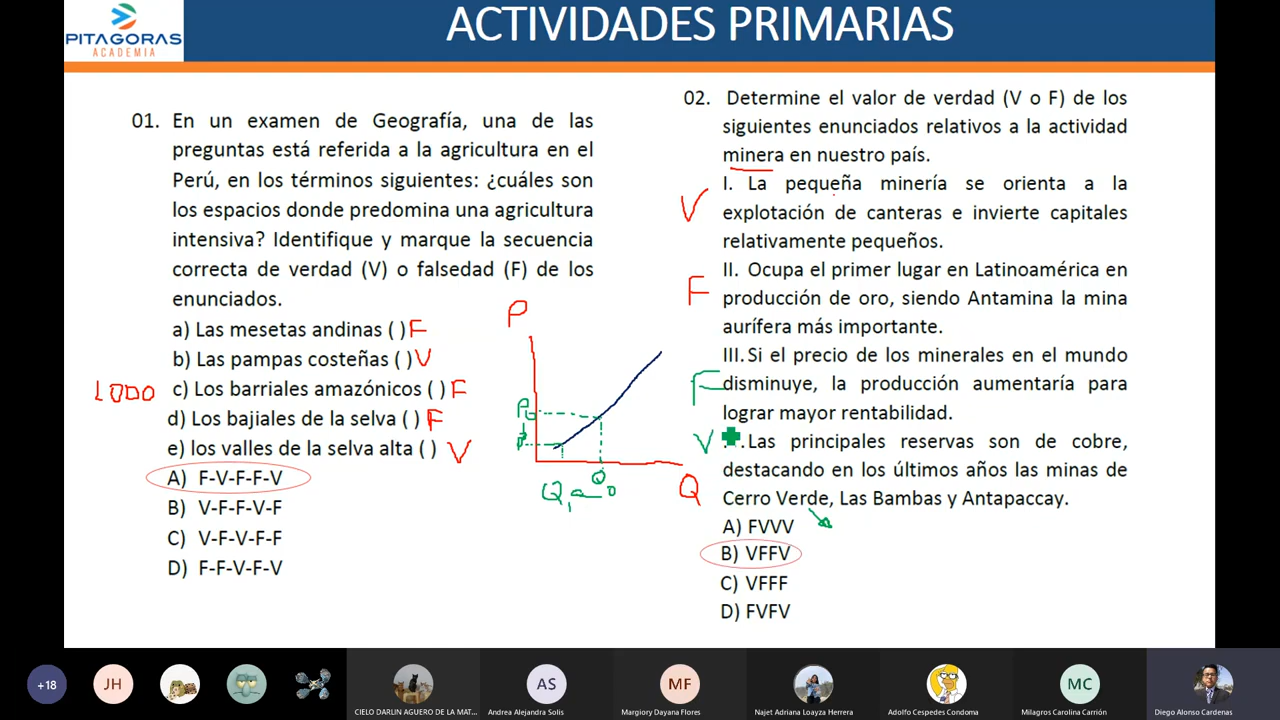 PITAGORAS
ACADEMIA
ACTIVIDADES PRIMARIAS
01. En un examen de Geografía, una de las
preguntas está referida a la agricultura en el
Perú, en los términos siguientes: ¿cuáles son
los espacios donde predomina una agricultura
intensiva? Identifique y marque la secuencia
correcta de verdad (V) o falsedad (F) de los
enunciados.
a) Las mesetas andinas ( ) F
b) Las pampas costeñas ( ) V
LODO c) Los barriales amazónicos ( ) F
d) Los bajiales de la selva ( ) F
e) los valles de la selva alta ( ) V
A) F-V-F-F-V
B) V-F-F-V-F
C) V-F-V-F-F
D) F-F-V-F-V
P
Q
02. Determine el valor de verdad (V o F) de los
siguientes enunciados relativos a la actividad
minera en nuestro país.
V I. La pequeña minería se orienta a la
explotación de canteras e invierte capitales
relativamente pequeños.
F II. Ocupa el primer lugar en Latinoamérica en
producción de oro, siendo Antamina la mina
aurífera más importante.
F III. Si el precio de los minerales en el mundo
disminuye, la producción aumentaría para
lograr mayor rentabilidad.
V Las principales reservas son de cobre,
destacando en los últimos años las minas de
Cerro Verde, Las Bambas y Antapaccay.
A) FVVV
B) VFFV
C) VFFF
D) FVFV
+18
JH
CIELO DARLIN AGUERO DE LA MAT...
AS
Andrea Alejandra Solis
MF
Margiory Dayana Flores
Najet Adriana Loayza Herrera
Adolfo Cespedes Condoma
MC
Milagros Carolina Carrión
Diego Alonso Cardenas